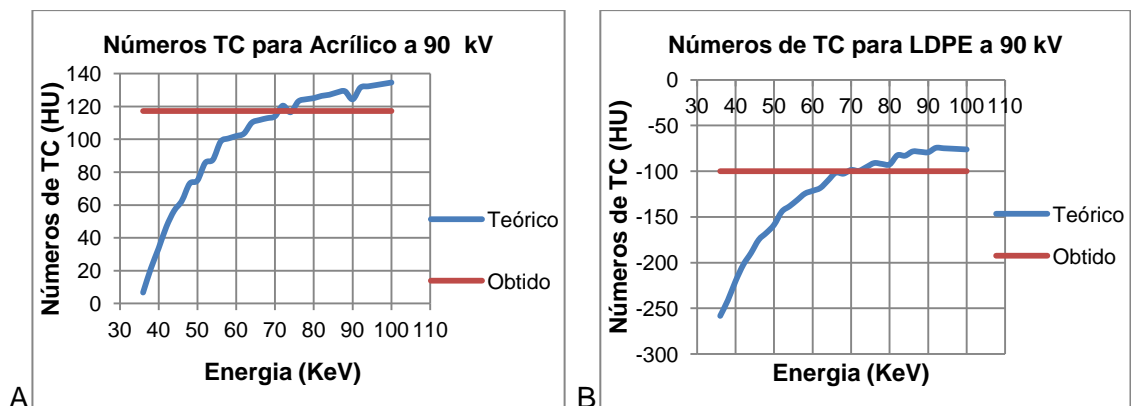 Números TC para Acrílico a 90 kV
140
120
100
80
60
40
20
0
Números de TC (HU)
30 40 50 60 70 80 90 100 110
Energia (KeV)
Teórico
Obtido
A
Números de TC para LDPE a 90 kV
0
-50
-100
-150
-200
-250
-300
Números de TC (HU)
30 40 50 60 70 80 90 100 110
Energia (KeV)
Teórico
Obtido
B